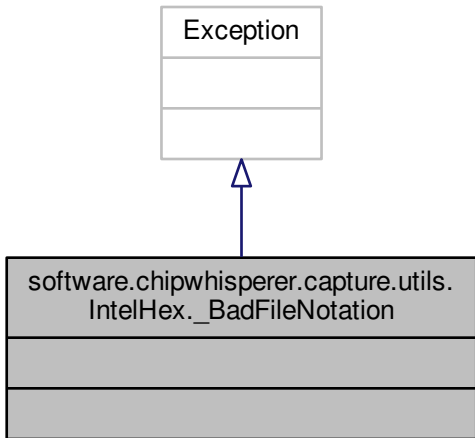 Exception
software.chipwhisperer.capture.utils.
IntelHex._BadFileNotation